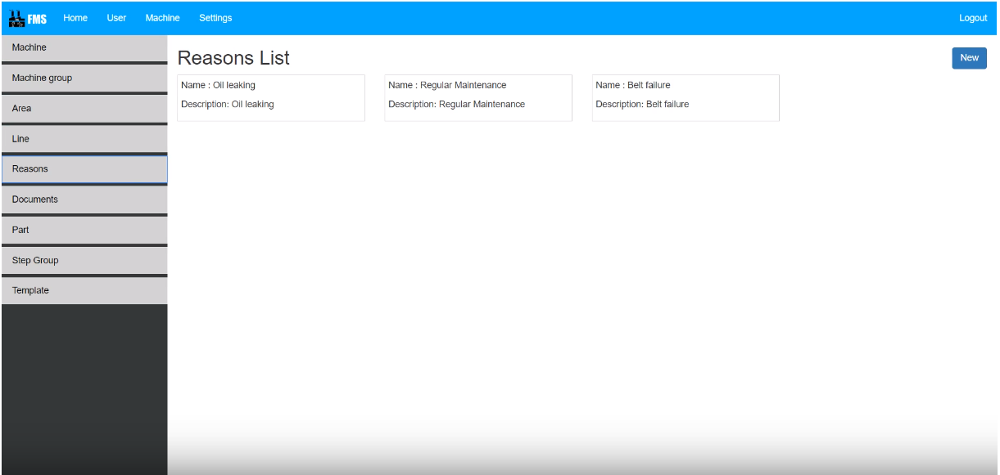 FMS Home User Machine Settings Logout
Machine
Machine group
Area
Line
Reasons
Documents
Part
Step Group
Template
Reasons List
New
Name : Oil leaking
Description: Oil leaking
Name : Regular Maintenance
Description: Regular Maintenance
Name : Belt failure
Description: Belt failure